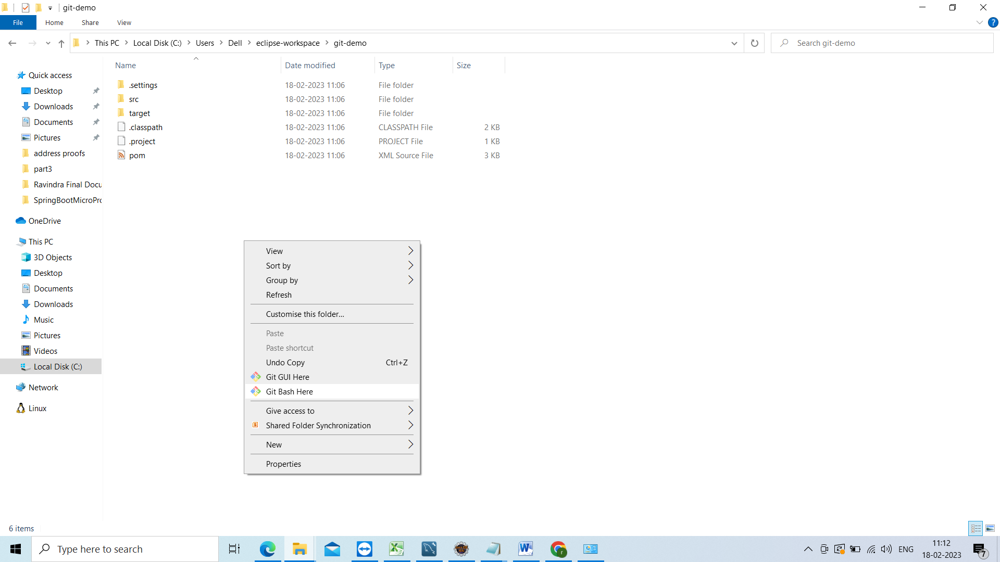 git-demo
File Home Share View
This PC Local Disk (C:) Users Dell eclipse-workspace git-demo
Search git-demo
Name Date modified Type Size
.settings 18-02-2023 11:06 File folder
src 18-02-2023 11:06 File folder
target 18-02-2023 11:06 File folder
.classpath 18-02-2023 11:06 CLASSPATH File 2 KB
.project 18-02-2023 11:06 PROJECT File 1 KB
pom 18-02-2023 11:06 XML Source File 3 KB
Quick access
Desktop
Downloads
Documents
Pictures
address proofs
part3
Ravindra Final Docu
SpringBootMicroPro
OneDrive
This PC
3D Objects
Desktop
Documents
Downloads
Music
Pictures
Videos
Local Disk (C:)
Network
Linux
View
Sort by
Group by
Refresh
Customise this folder...
Paste
Paste shortcut
Undo Copy Ctrl+Z
Git GUI Here
Git Bash Here
Give access to
Shared Folder Synchronization
New
Properties
6 items
Type here to search
ENG
11:12
18-02-2023
7